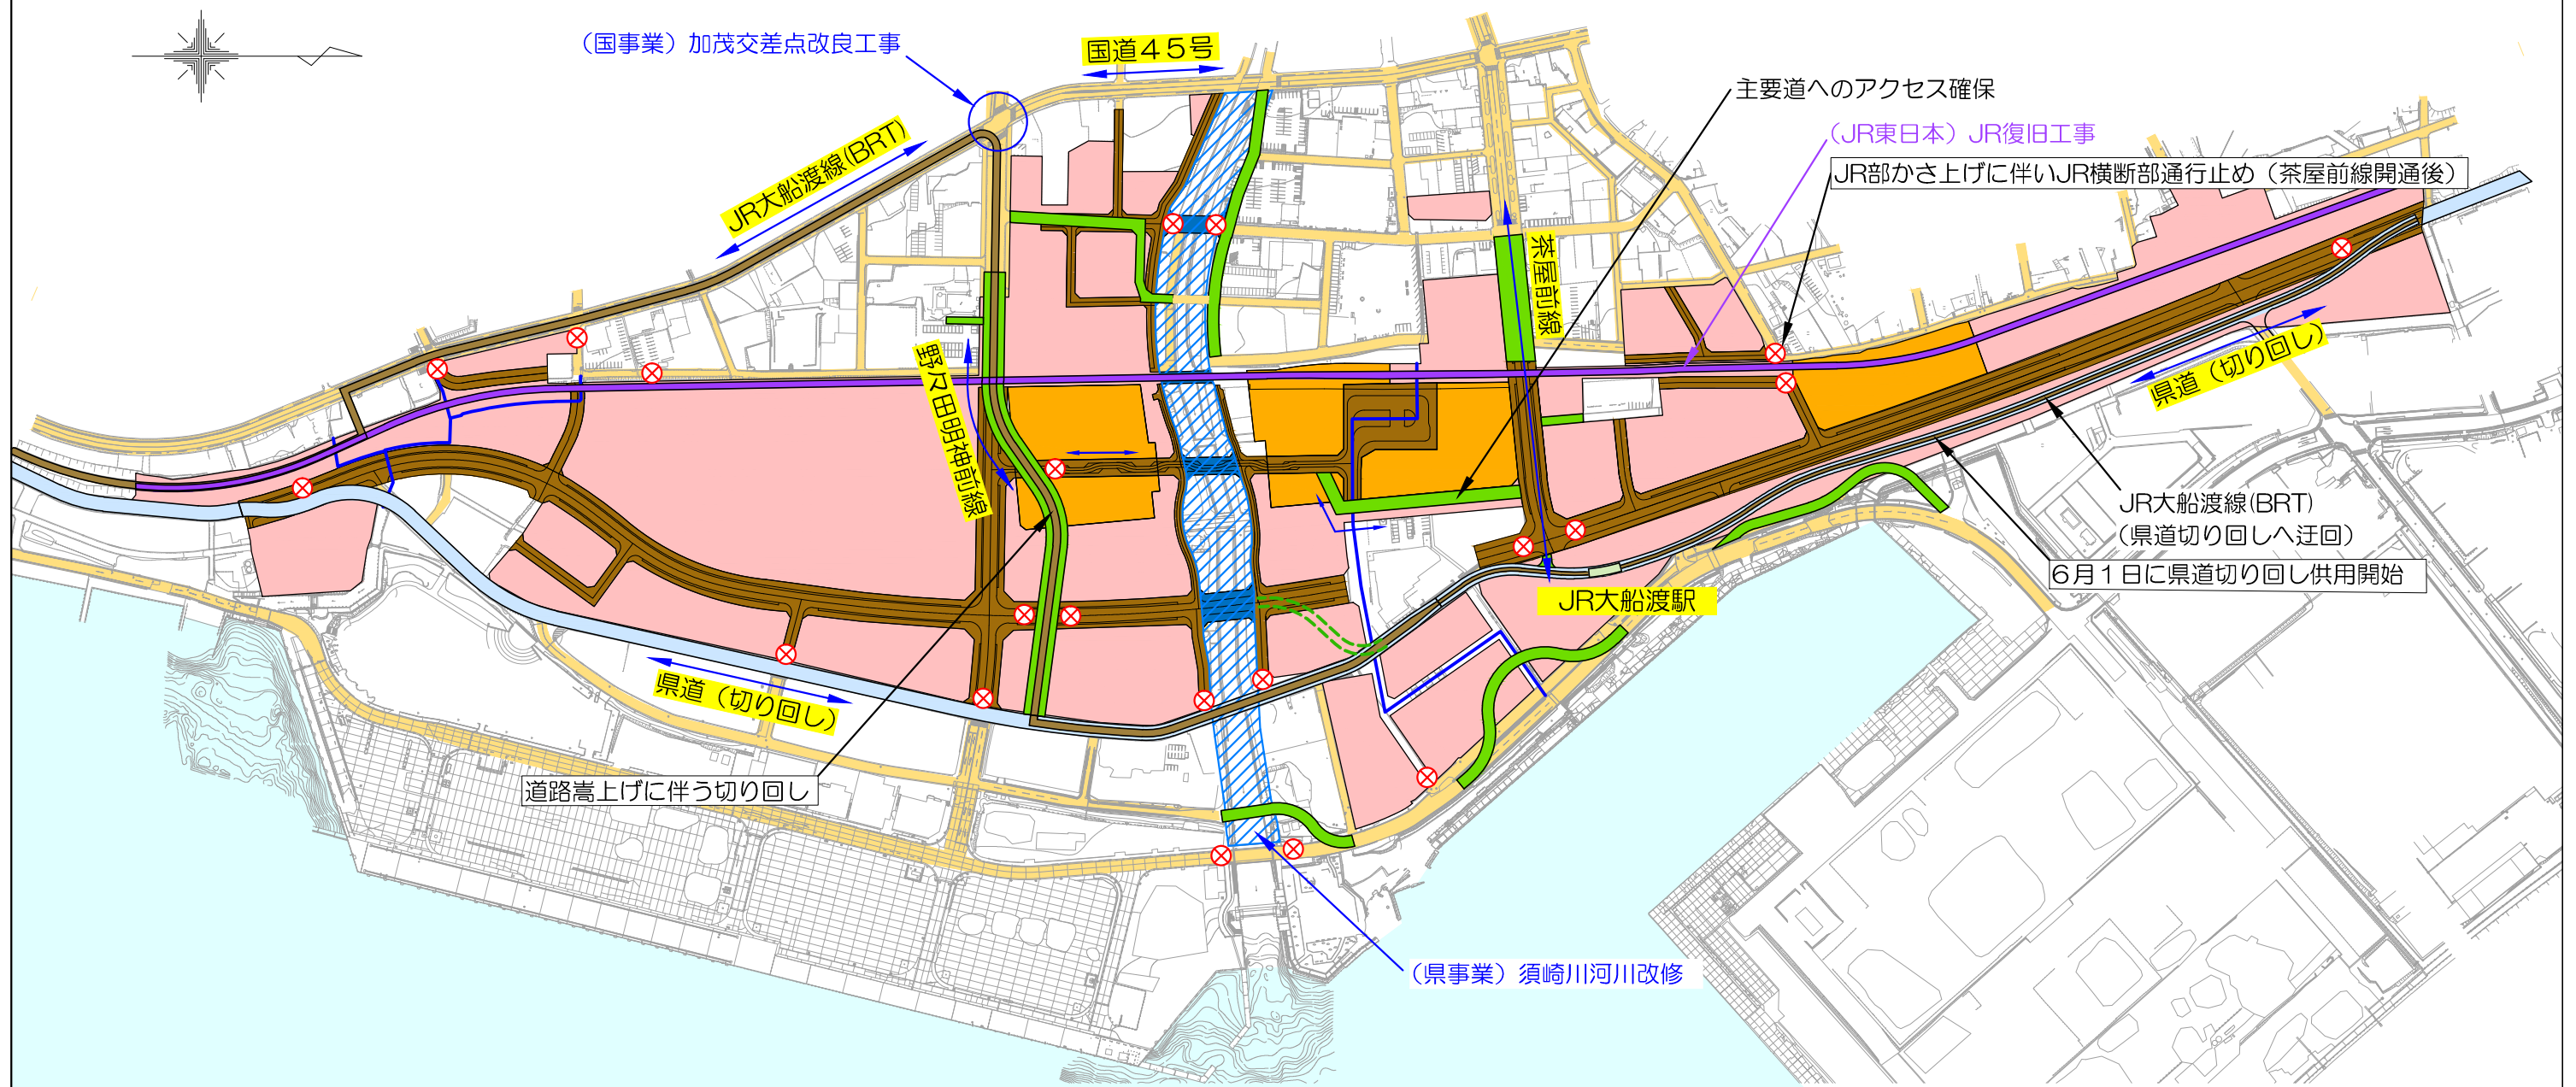 （国事業）加茂交差点改良工事
国道４５号
主要道へのアクセス確保
（JR東日本）JR復旧工事
JR部かさ上げに伴いJR横断部通行止め（茶屋前線開通後）
JR大船渡線(BRT)
茶屋前線
野々田明神前線
県道（切り回し）
JR大船渡線(BRT)
（県道切り回しへ迂回）
６月１日に県道切り回し供用開始
JR大船渡駅
県道（切り回し）
道路嵩上げに伴う切り回し
（県事業）須崎川河川改修